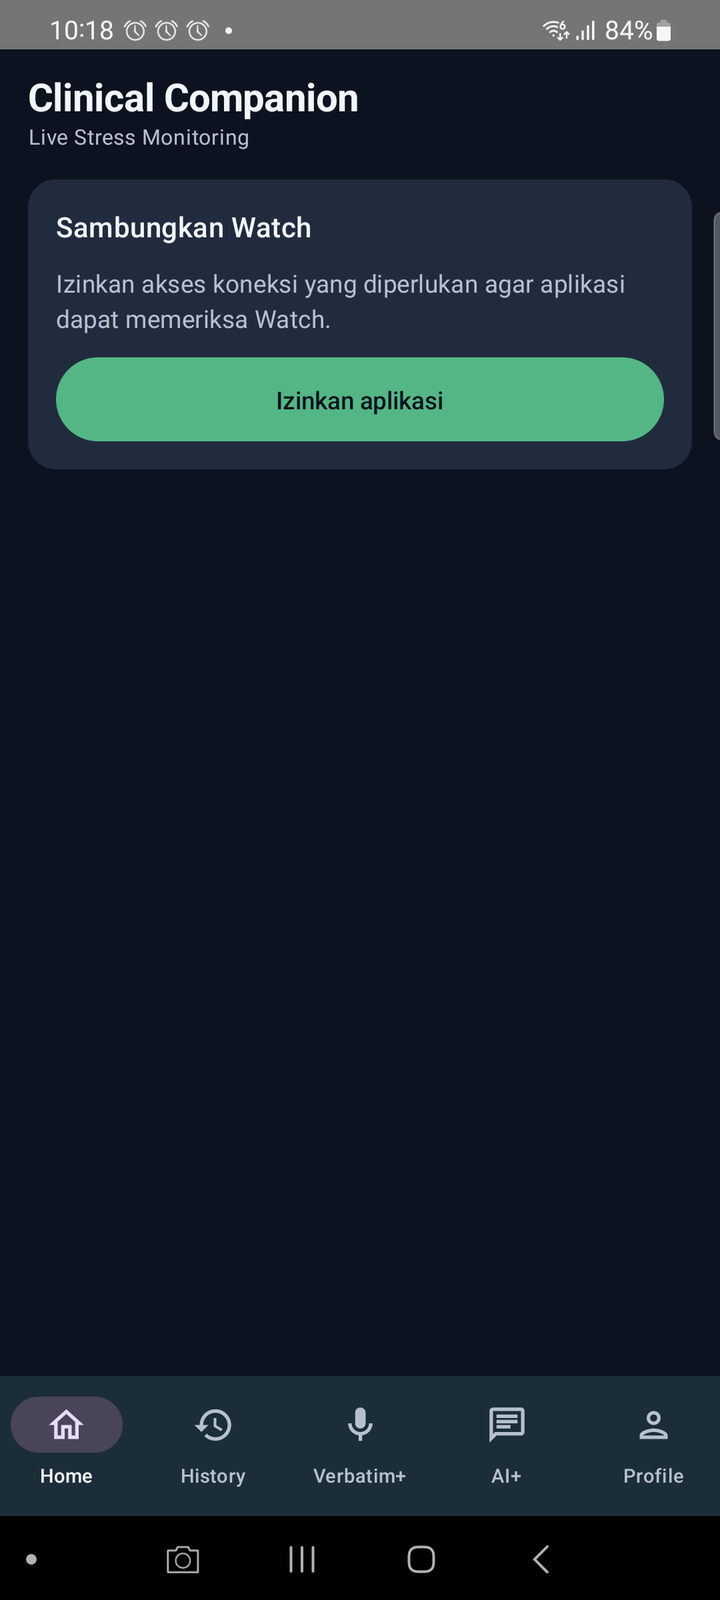 10:18
84%
Clinical Companion
Live Stress Monitoring
Sambungkan Watch
Izinkan akses koneksi yang diperlukan agar aplikasi
dapat memeriksa Watch.
Izinkan aplikasi
Home History Verbatim+ AI+ Profile